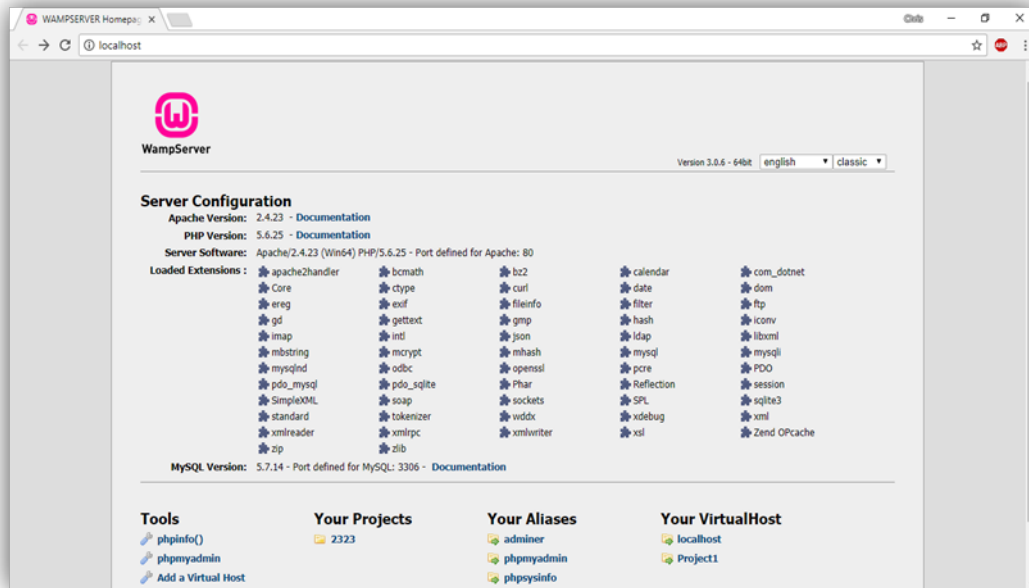 WAMPSERVER Homepag
Chris
localhost
ABP
WampServer
Version 3.0.6 - 64bit english classic
Server Configuration
Apache Version: 2.4.23 - Documentation
PHP Version: 5.6.25 - Documentation
Server Software: Apache/2.4.23 (Win64) PHP/5.6.25 - Port defined for Apache: 80
Loaded Extensions : apache2handler bcmath bz2 calendar com_dotnet
Core ctype curl date dom
ereg exif fileinfo filter ftp
gd gettext gmp hash iconv
imap intl json ldap libxml
mbstring mcrypt mhash mysql mysqli
mysqlnd odbc openssl pcre PDO
pdo_mysql pdo_sqlite Phar Reflection session
SimpleXML soap sockets SPL sqlite3
standard tokenizer wddx xdebug xml
xmlreader xmlrpc xmlwriter xsl Zend OPcache
zip zlib
MySQL Version: 5.7.14 - Port defined for MySQL: 3306 - Documentation
Tools Your Projects Your Aliases Your VirtualHost
phpinfo() 2323 adminer localhost
phpmyadmin phpmyadmin Project1
Add a Virtual Host phpsysinfo